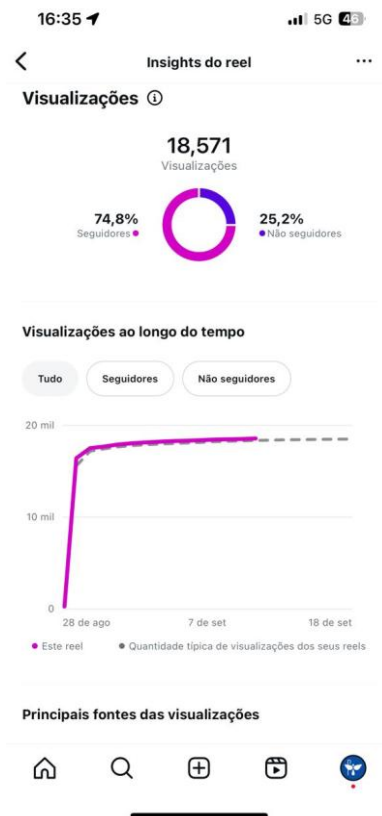 16:35 5G 46
Insights do reel
Visualizações
18,571
Visualizações
74,8% 25,2%
Seguidores Não seguidores
Visualizações ao longo do tempo
Tudo Seguidores Não seguidores
20 mil
10 mil
0
28 de ago 7 de set 18 de set
Este reel Quantidade típica de visualizações dos seus reels
Principais fontes das visualizações